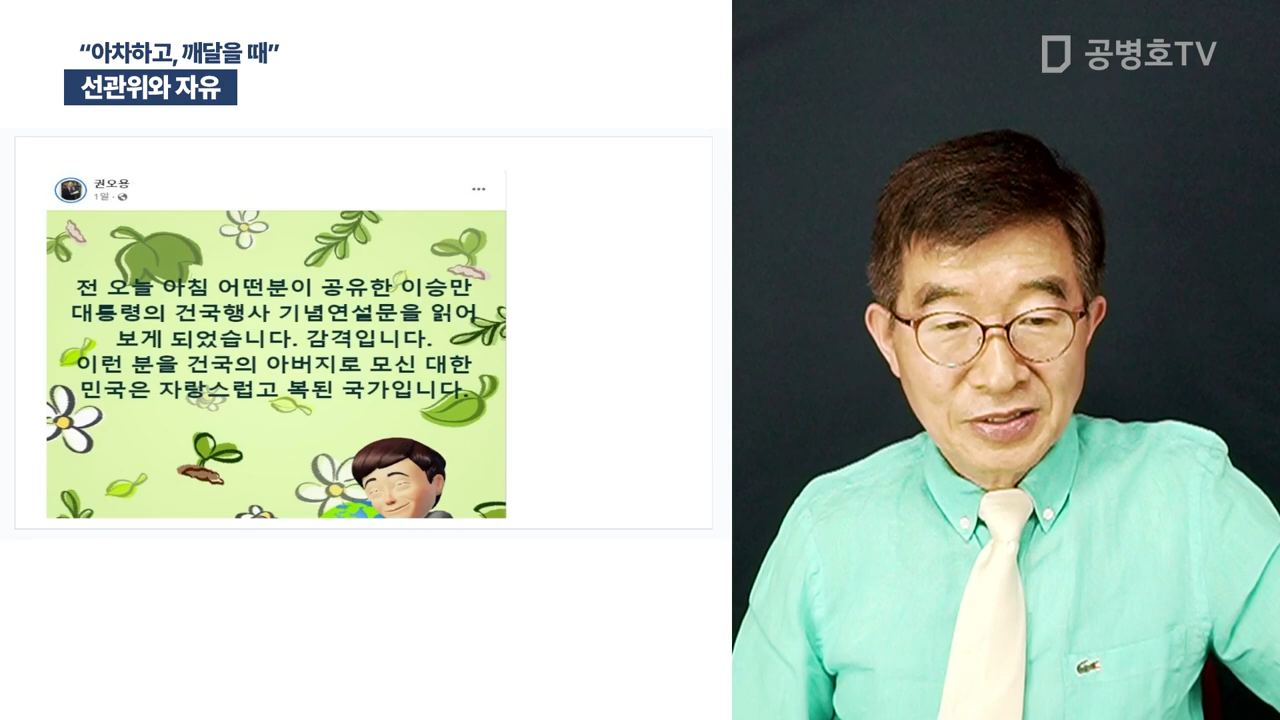 “아차하고, 깨달을 때”
선관위와 자유
공병호TV
권오용
1일 ·
전 오늘 아침 어떤분이 공유한 이승만
대통령의 건국행사 기념연설문을 읽어
보게 되었습니다. 감격입니다.
이런 분을 건국의 아버지로 모신 대한
민국은 자랑스럽고 복된 국가입니다.